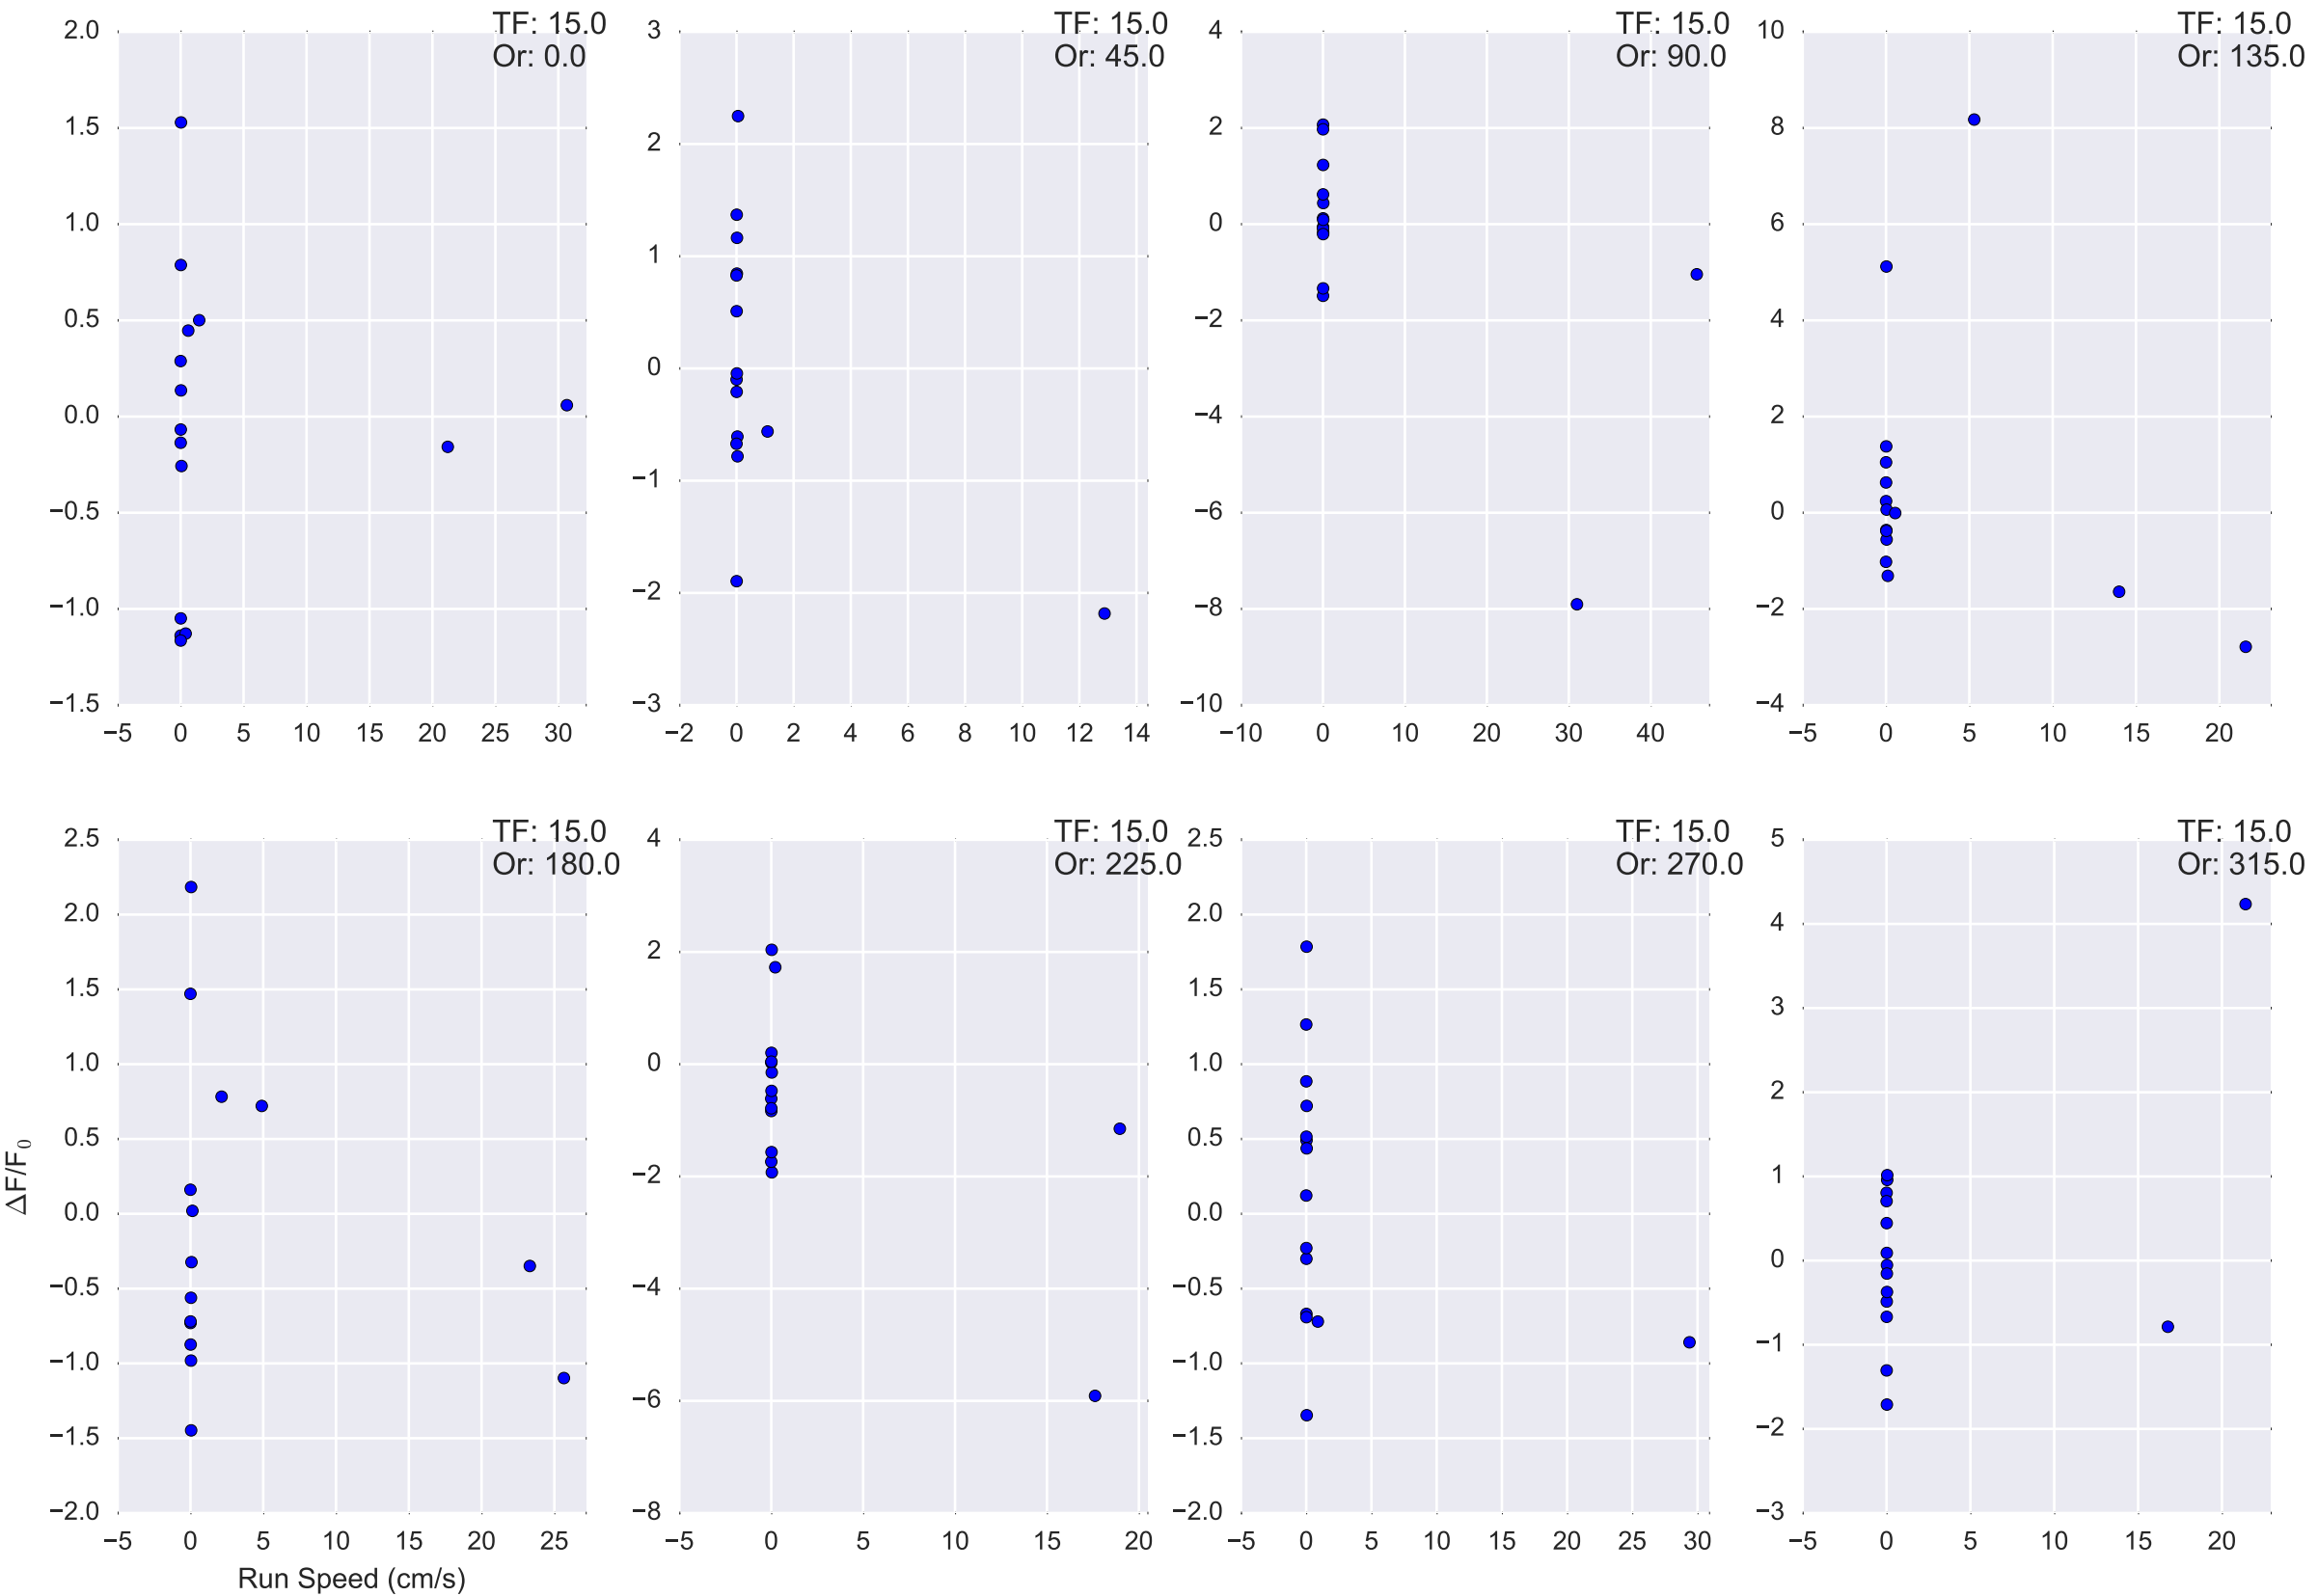 TF: 15.0
Or: 0.0
2.0
1.5
1.0
0.5
0.0
−0.5
−1.0
−1.5
−5 0 5 10 15 20 25 30
TF: 15.0
Or: 45.0
3
2
1
0
−1
−2
−3
−2 0 2 4 6 8 10 12 14
TF: 15.0
Or: 90.0
4
2
0
−2
−4
−6
−8
−10
−10 0 10 20 30 40
TF: 15.0
Or: 135.0
10
8
6
4
2
0
−2
−4
−5 0 5 10 15 20
TF: 15.0
Or: 180.0
2.5
2.0
1.5
1.0
0.5
0.0
−0.5
−1.0
−1.5
−2.0
−5 0 5 10 15 20 25
ΔF/F₀
Run Speed (cm/s)
TF: 15.0
Or: 225.0
4
2
0
−2
−4
−6
−8
−5 0 5 10 15 20
TF: 15.0
Or: 270.0
2.5
2.0
1.5
1.0
0.5
0.0
−0.5
−1.0
−1.5
−2.0
−5 0 5 10 15 20 25 30
TF: 15.0
Or: 315.0
5
4
3
2
1
0
−1
−2
−3
−5 0 5 10 15 20